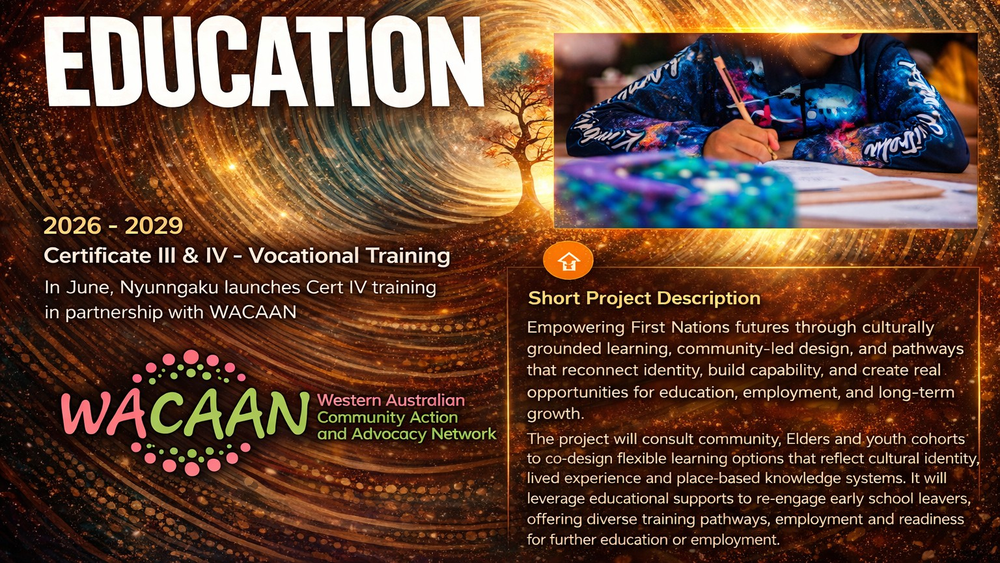 EDUCATION
2026 - 2029
Certificate III & IV - Vocational Training
In June, Nyunngaku launches Cert IV training
in partnership with WACAAN
WACAAN
Western Australian
Community Action
and Advocacy Network
Short Project Description
Empowering First Nations futures through culturally
grounded learning, community-led design, and pathways
that reconnect identity, build capability, and create real
opportunities for education, employment, and long-term
growth.
The project will consult community, Elders and youth cohorts
to co-design flexible learning options that reflect cultural identity,
lived experience and place-based knowledge systems. It will
leverage educational supports to re-engage early school leavers,
offering diverse training pathways, employment and readiness
for further education or employment.